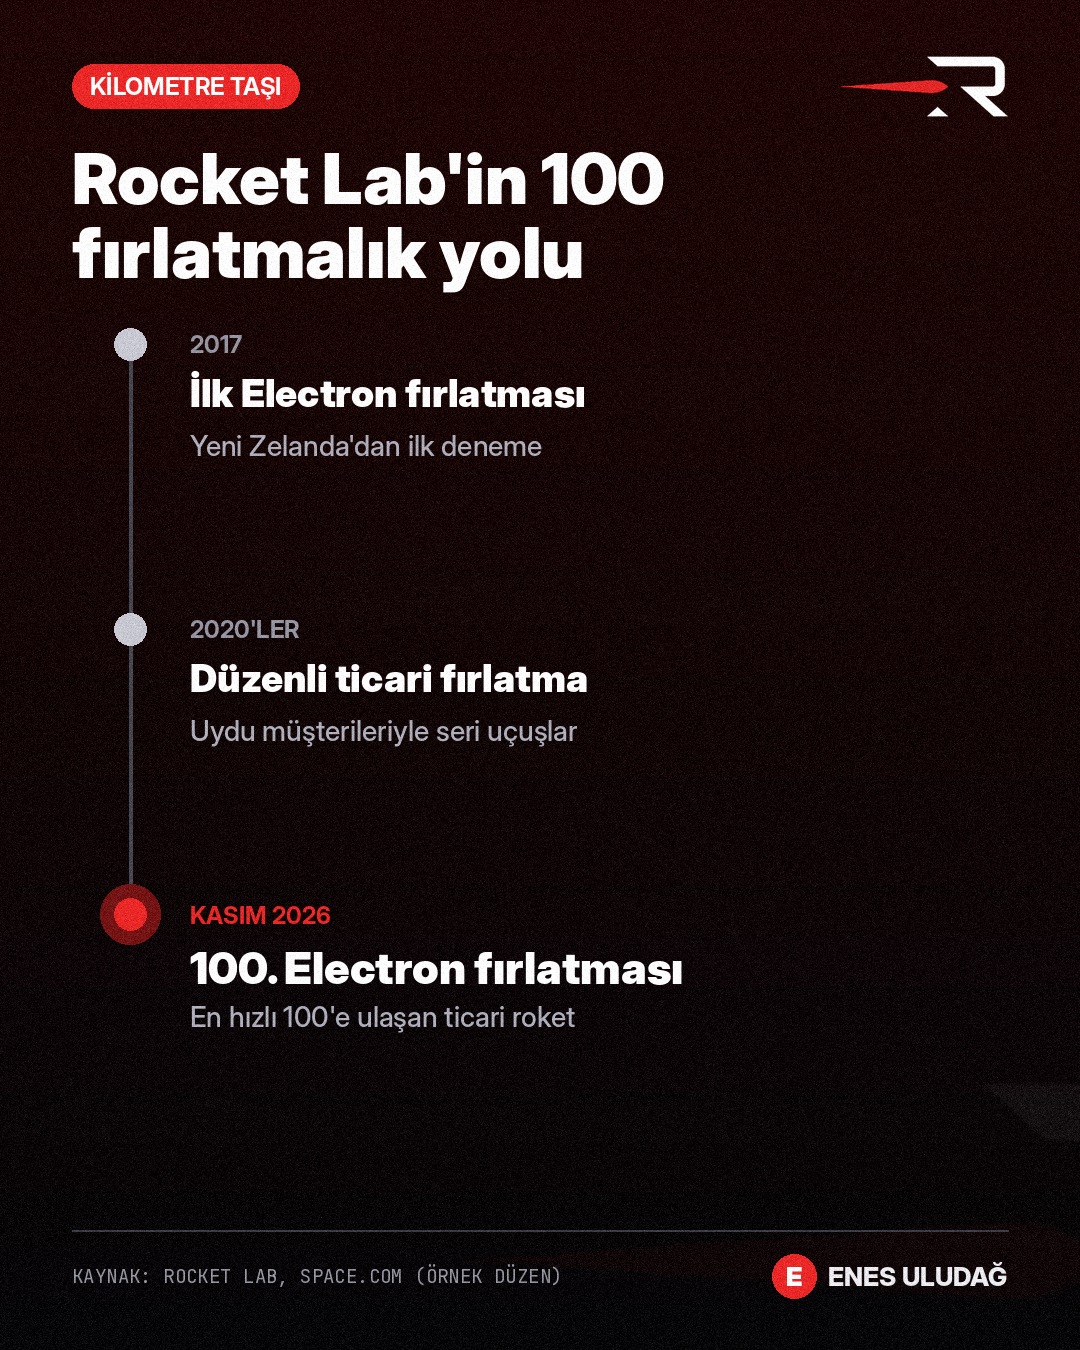 KİLOMETRE TAŞI
Rocket Lab'in 100
fırlatmalık yolu
2017
İlk Electron fırlatması
Yeni Zelanda'dan ilk deneme
2020'LER
Düzenli ticari fırlatma
Uydu müşterileriyle seri uçuşlar
KASIM 2026
100. Electron fırlatması
En hızlı 100'e ulaşan ticari roket
KAYNAK: ROCKET LAB, SPACE.COM (ÖRNEK DÜZEN)
E ENES ULUDAĞ